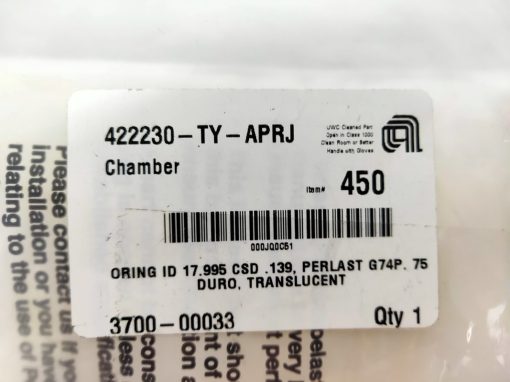 422230-TY-APRJ
Chamber
UWC Cleaned Part
Open in Class 1000
Clean Room or Better
Handle with Gloves
Item# 450
000JQ0C51
ORING ID 17.995 CSD .139, PERLAST G74P. 75
DURO, TRANSLUCENT
3700-00033
Qty 1
Please contact us if you
installation or you have
relating to the use of P